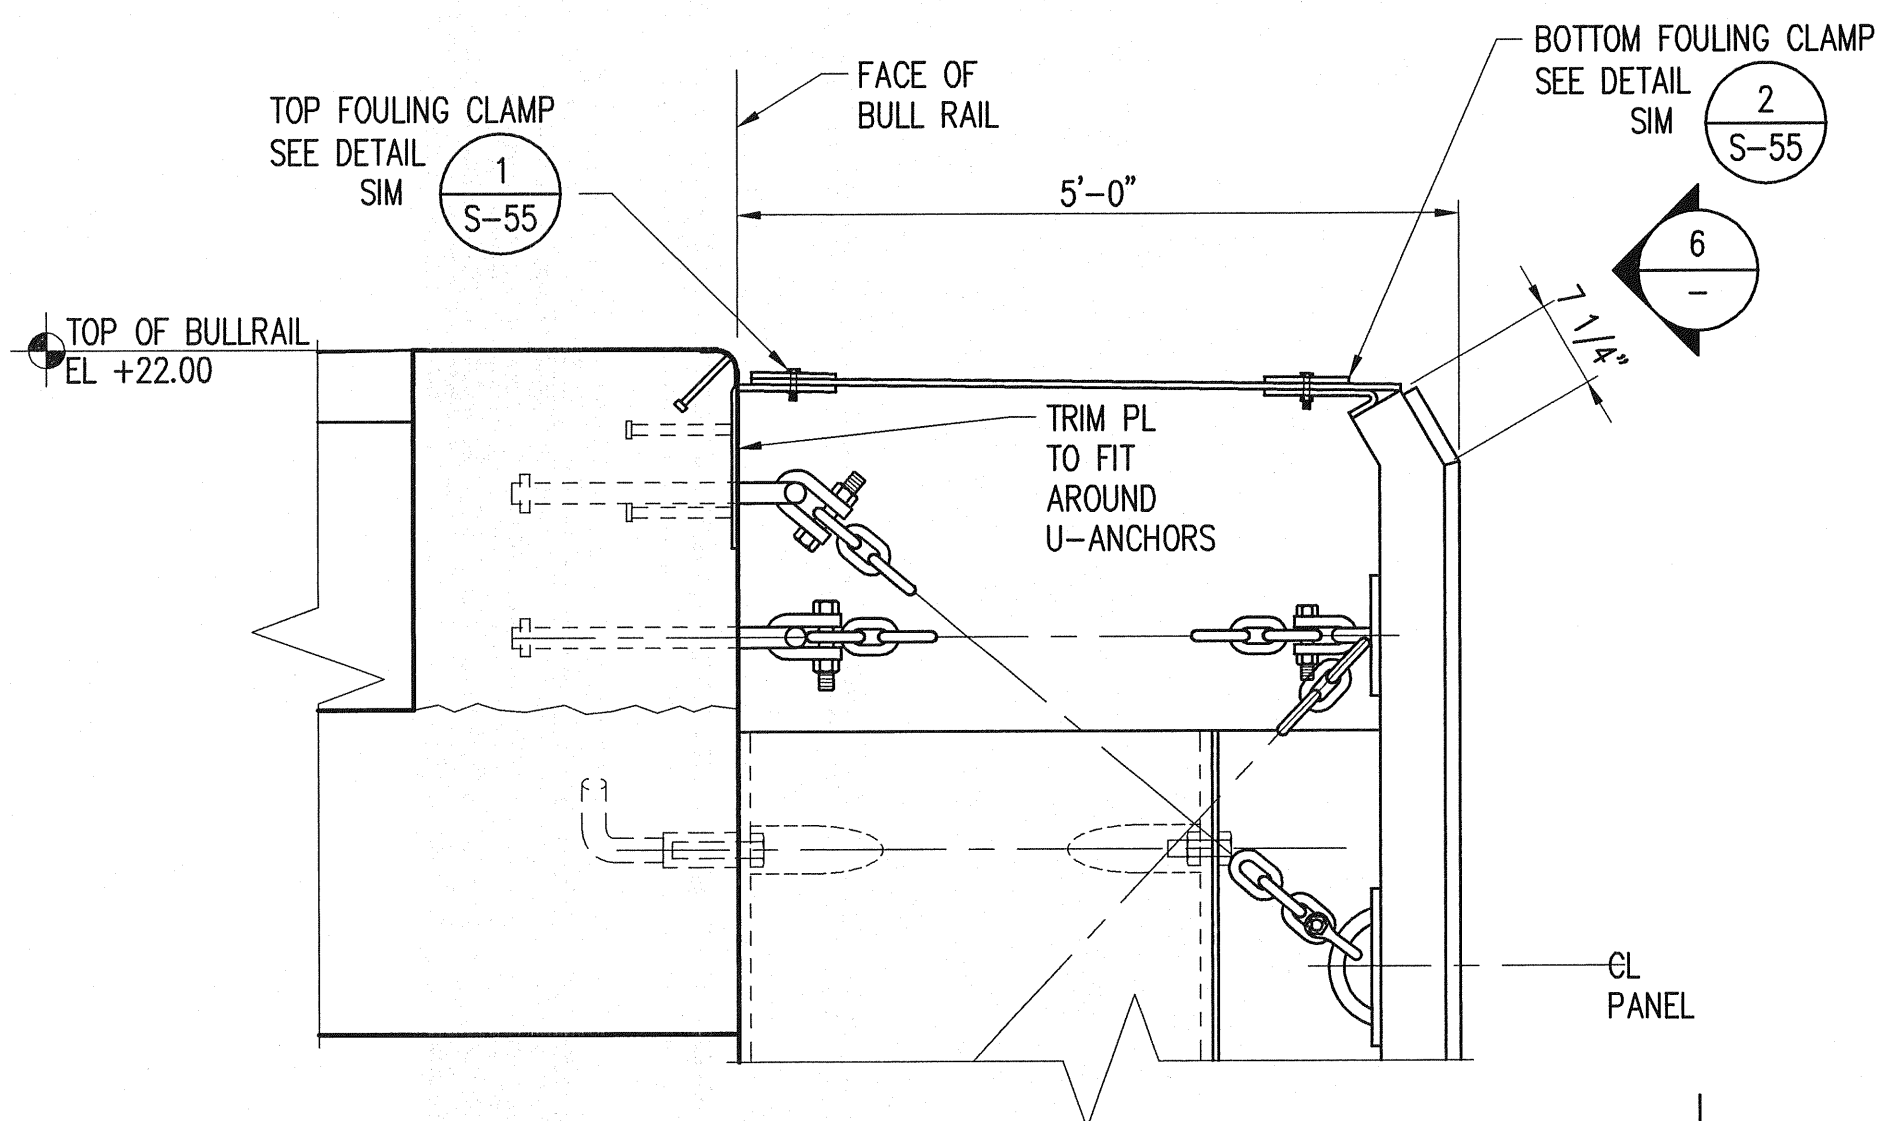 BOTTOM FOULING CLAMP
SEE DETAIL
SIM
2
S-55
FACE OF
BULL RAIL
TOP FOULING CLAMP
SEE DETAIL
SIM
1
S-55
5'-0"
6
-
7 1/4"
TOP OF BULLRAIL
EL +22.00
TRIM PL
TO FIT
AROUND
U-ANCHORS
CL
PANEL